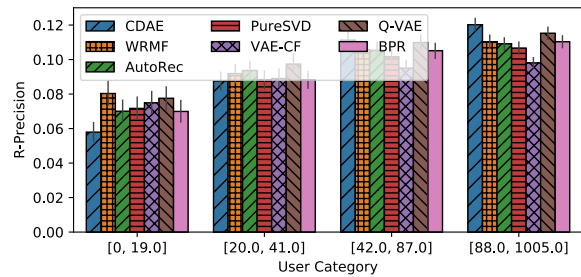 0.12
0.10
0.08
0.06
0.04
0.02
0.00
R-Precision
CDAE PureSVD Q-VAE
WRMF VAE-CF BPR
AutoRec
[0, 19.0] [20.0, 41.0] [42.0, 87.0] [88.0, 1005.0]
User Category